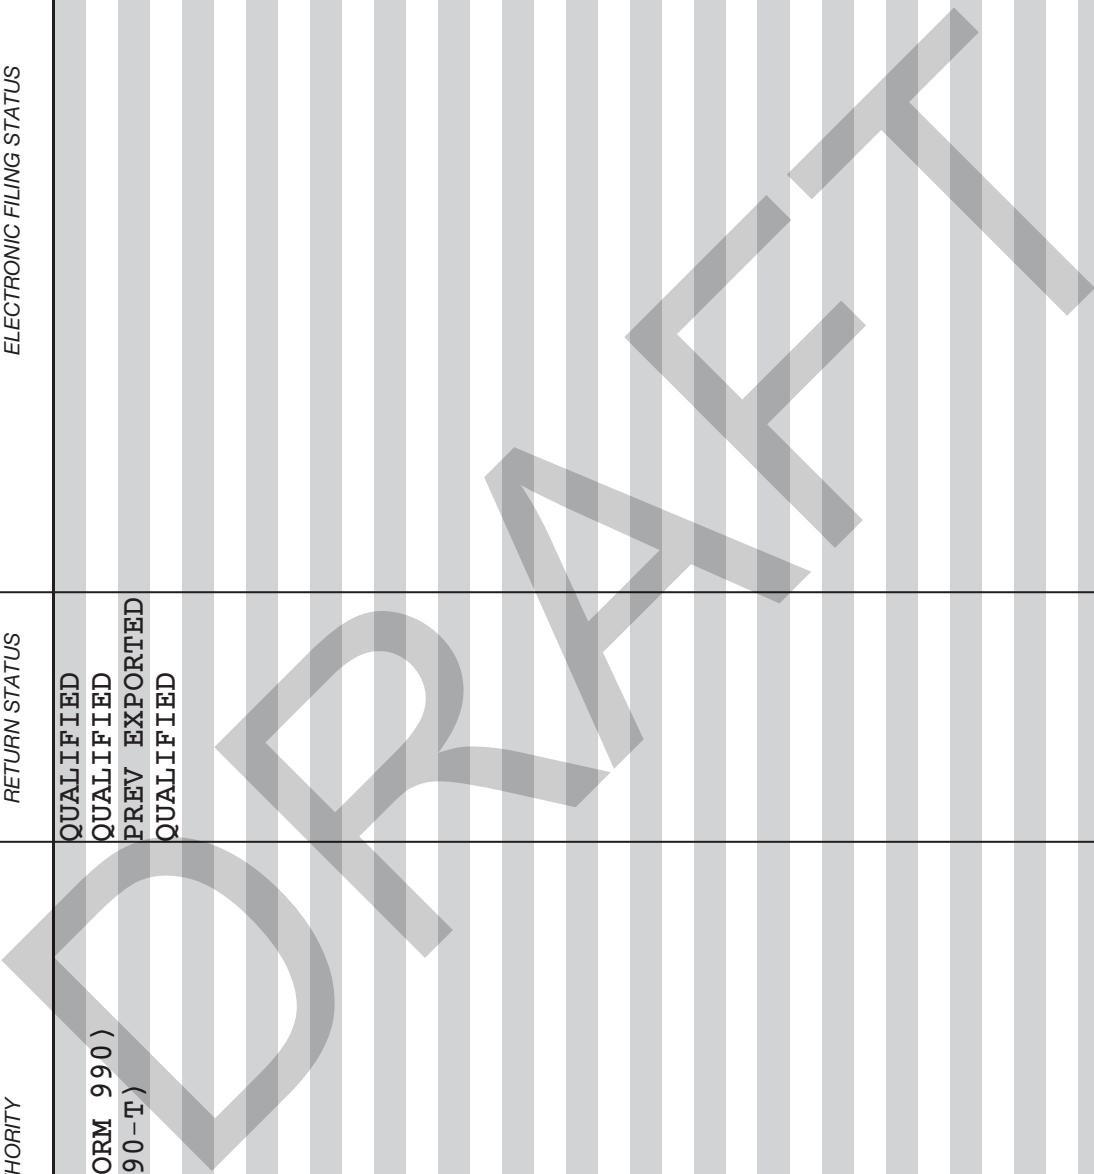 HORITY RETURN STATUS ELECTRONIC FILING STATUS
QUALIFIED
ORM 990) QUALIFIED
90-T) PREV EXPORTED
QUALIFIED
DRAFT